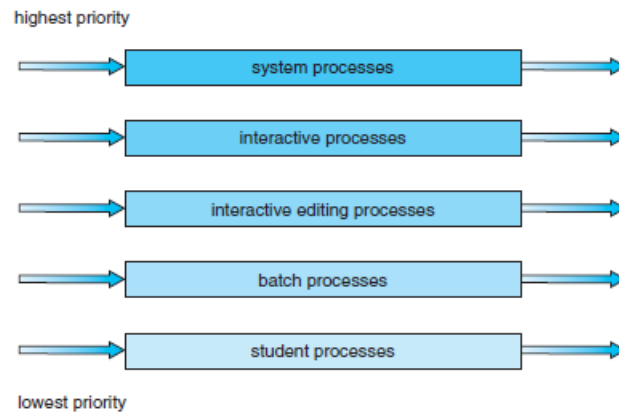 highest priority
system processes
interactive processes
interactive editing processes
batch processes
student processes
lowest priority